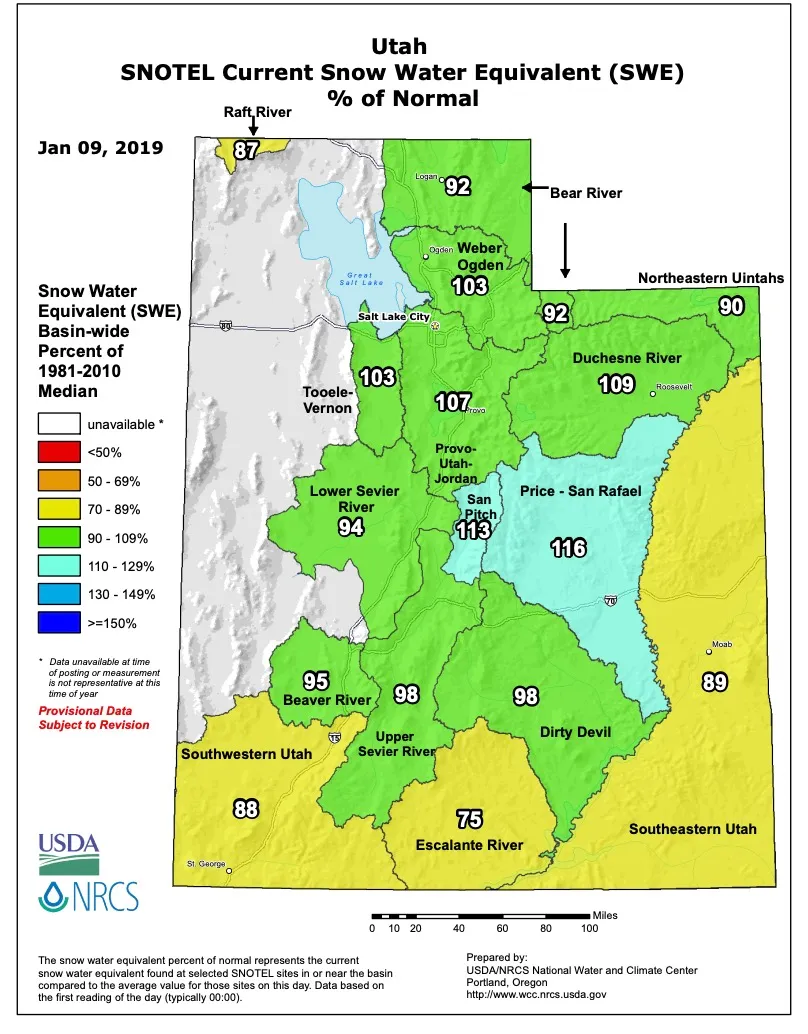 Utah
SNOTEL Current Snow Water Equivalent (SWE)
% of Normal
Raft River
Jan 09, 2019
87
Logan
92
Bear River
Ogden
Weber
Ogden
103
Great
Salt Lake
Northeastern Uintahs
90
92
80
Salt Lake City
Snow Water
Equivalent (SWE)
Basin-wide
Percent of
1981-2010
Median
unavailable *
<50%
50 - 69%
70 - 89%
90 - 109%
110 - 129%
130 - 149%
>=150%
* Data unavailable at time
of posting or measurement
is not representative at this
time of year
Provisional Data
Subject to Revision
Duchesne River
109
Roosevelt
103
Tooele-
Vernon
107
Provo
Provo-
Utah-
Jordan
Lower Sevier
River
94
San
Pitch
113
Price - San Rafael
116
70
Moab
89
95
Beaver River
98
Upper
Sevier River
98
Dirty Devil
15
Southwestern Utah
88
St. George
75
Escalante River
Southeastern Utah
USDA
NRCS
Miles
0 10 20 40 60 80 100
The snow water equivalent percent of normal represents the current
snow water equivalent found at selected SNOTEL sites in or near the basin
compared to the average value for those sites on this day. Data based on
the first reading of the day (typically 00:00).
Prepared by:
USDA/NRCS National Water and Climate Center
Portland, Oregon
http://www.wcc.nrcs.usda.gov